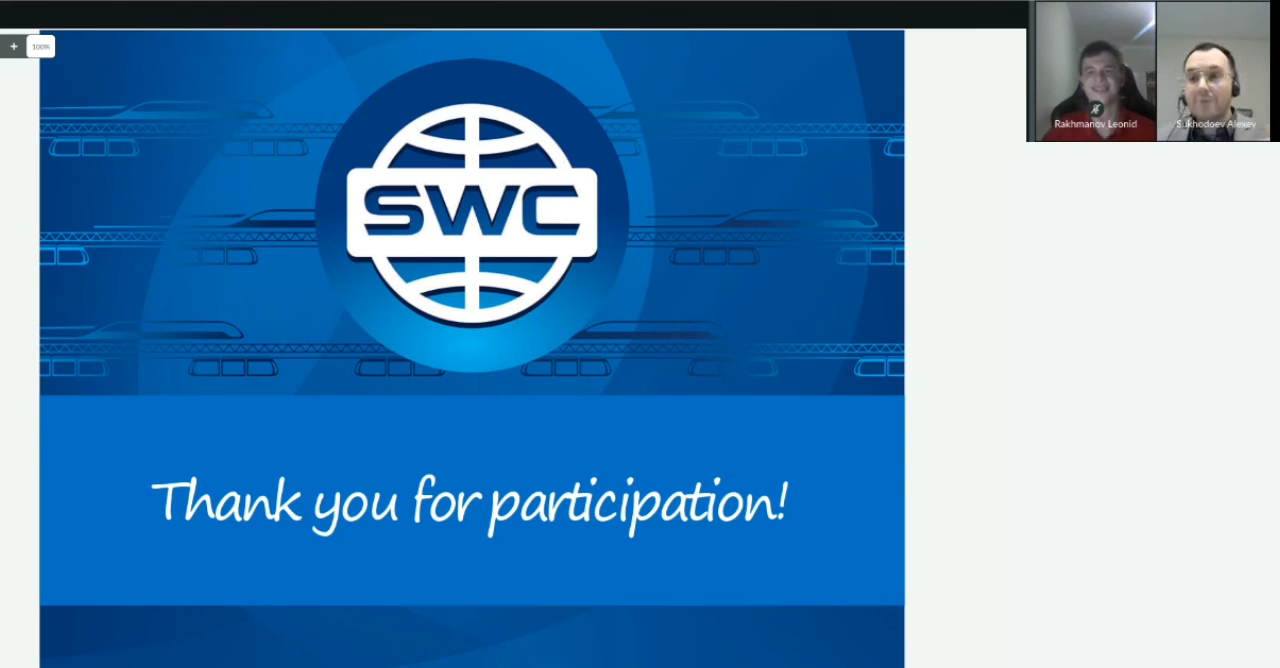 100%
Rakhmanov Leonid
Sukhodoev Alexey
SWC
Thank you for participation!